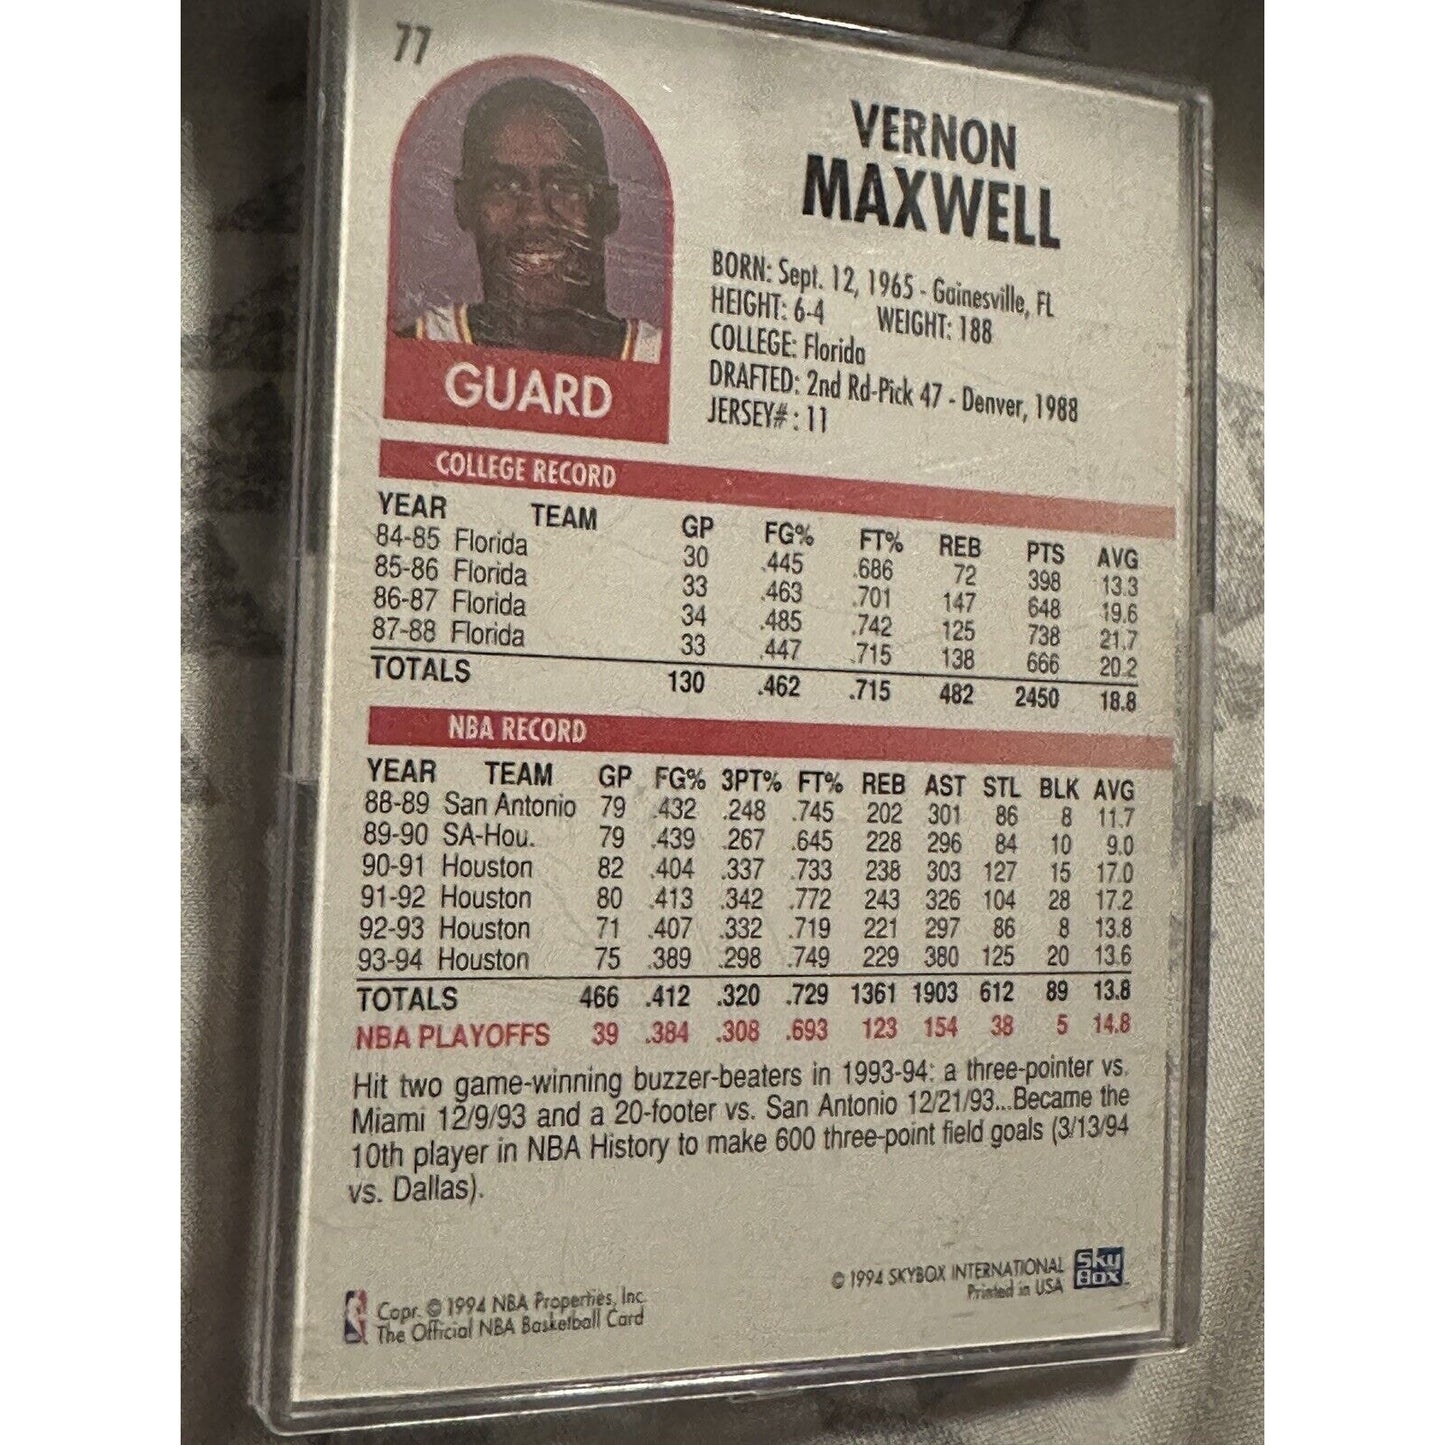 77
VERNON
MAXWELL
BORN: Sept. 12, 1965 - Gainesville, FL
HEIGHT: 6-4 WEIGHT: 188
COLLEGE: Florida
DRAFTED: 2nd Rd-Pick 47 - Denver, 1988
JERSEY# : 11
GUARD
COLLEGE RECORD
YEAR TEAM GP FG% FT% REB PTS AVG
84-85 Florida 30 .445 .686 72 398 13.3
85-86 Florida 33 .463 .701 147 648 19.6
86-87 Florida 34 .485 .742 125 738 21.7
87-88 Florida 33 .447 .715 138 666 20.2
TOTALS 130 .462 .715 482 2450 18.8
NBA RECORD
YEAR TEAM GP FG% 3PT% FT% REB AST STL BLK AVG
88-89 San Antonio 79 .432 .248 .745 202 301 86 8 11.7
89-90 SA-Hou. 79 .439 .267 .645 228 296 84 10 9.0
90-91 Houston 82 .404 .337 .733 238 303 127 15 17.0
91-92 Houston 80 .413 .342 .772 243 326 104 28 17.2
92-93 Houston 71 .407 .332 .719 221 297 86 8 13.8
93-94 Houston 75 .389 .298 .749 229 380 125 20 13.6
TOTALS 466 .412 .320 .729 1361 1903 612 89 13.8
NBA PLAYOFFS 39 .384 .308 .693 123 154 38 5 14.8
Hit two game-winning buzzer-beaters in 1993-94: a three-pointer vs.
Miami 12/9/93 and a 20-footer vs. San Antonio 12/21/93...Became the
10th player in NBA History to make 600 three-point field goals (3/13/94
vs. Dallas).
© 1994 SKYBOX INTERNATIONAL
Printed in USA
Sky
BOX
Copr. © 1994 NBA Properties, Inc.
The Official NBA Basketball Card